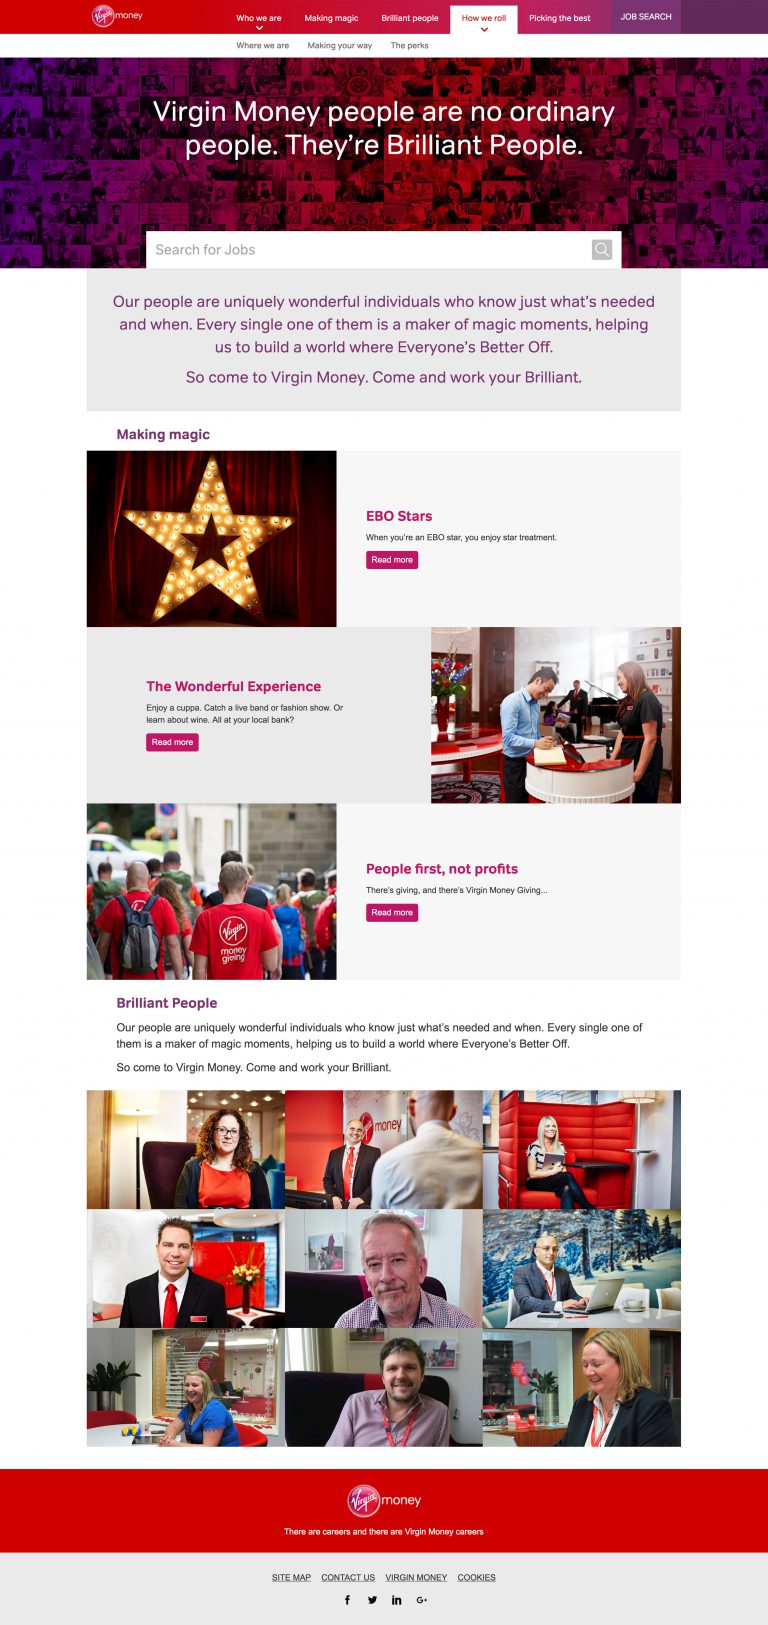 Virgin money
Who we are
Making magic
Brilliant people
How we roll
Picking the best
JOB SEARCH
Where we are
Making your way
The perks
Virgin Money people are no ordinary
people. They're Brilliant People.
Search for Jobs
Our people are uniquely wonderful individuals who know just what's needed
and when. Every single one of them is a maker of magic moments, helping
us to build a world where Everyone's Better Off.
So come to Virgin Money. Come and work your Brilliant.
Making magic
EBO Stars
When you're an EBO star, you enjoy star treatment.
Read more
The Wonderful Experience
Enjoy a cuppa. Catch a live band or fashion show. Or
learn about wine. All at your local bank?
Read more
Virgin
money
giving
People first, not profits
There's giving, and there's Virgin Money Giving...
Read more
Brilliant People
Our people are uniquely wonderful individuals who know just what's needed and when. Every single one of
them is a maker of magic moments, helping us to build a world where Everyone's Better Off.
So come to Virgin Money. Come and work your Brilliant.
Virgin money
Virgin money
There are careers and there are Virgin Money careers
SITE MAP
CONTACT US
VIRGIN MONEY
COOKIES